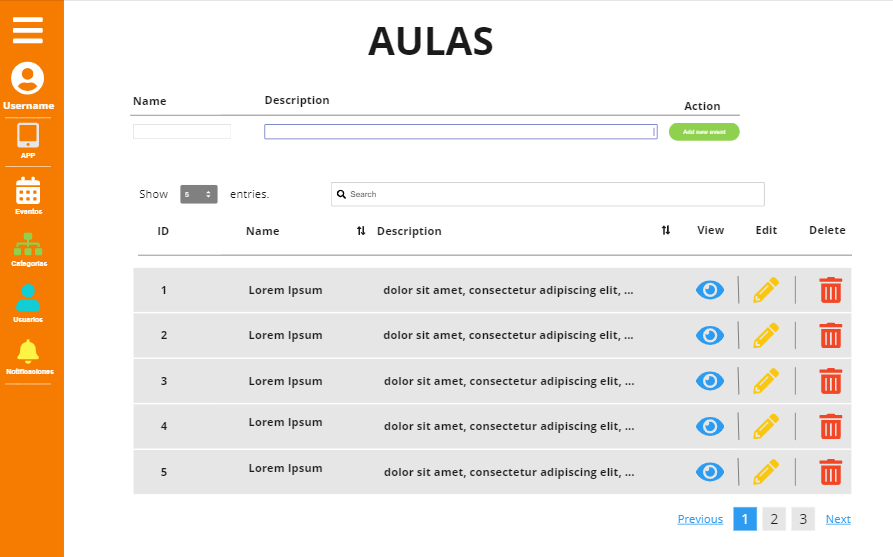 AULAS
Username
APP
Eventos
Categorias
Usuarios
Notificaciones
Name Description Action
Add new event
Show 5 entries. Search
ID Name Description View Edit Delete
1 Lorem Ipsum dolor sit amet, consectetur adipiscing elit, ...
2 Lorem Ipsum dolor sit amet, consectetur adipiscing elit, ...
3 Lorem Ipsum dolor sit amet, consectetur adipiscing elit, ...
4 Lorem Ipsum dolor sit amet, consectetur adipiscing elit, ...
5 Lorem Ipsum dolor sit amet, consectetur adipiscing elit, ...
Previous 1 2 3 Next